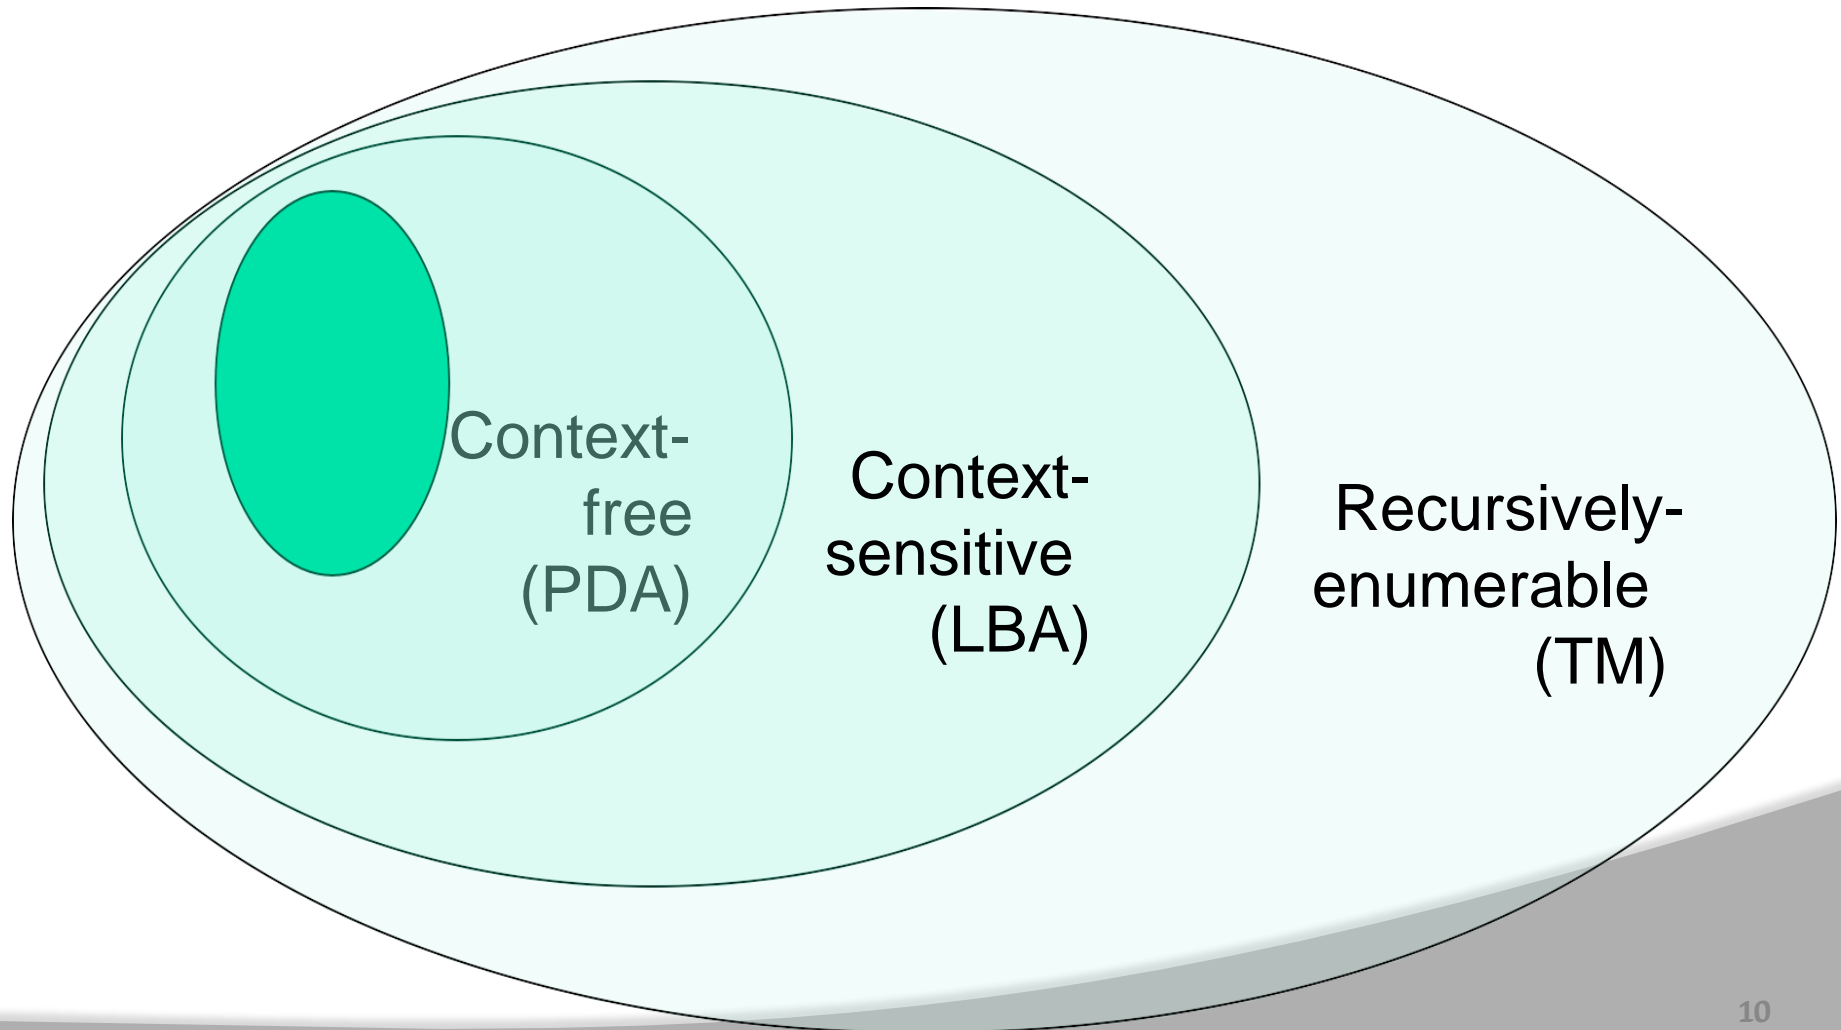 Context-
free
(PDA)
Context-
sensitive
(LBA)
Recursively-
enumerable
(TM)
10